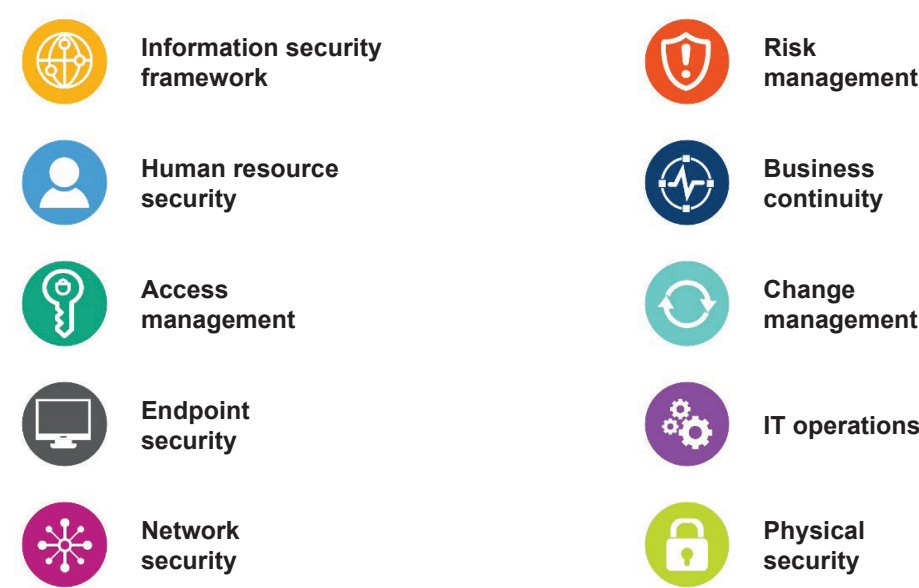 Information security
framework
Human resource
security
Access
management
Endpoint
security
Network
security
Risk
management
Business
continuity
Change
management
IT operations
Physical
security